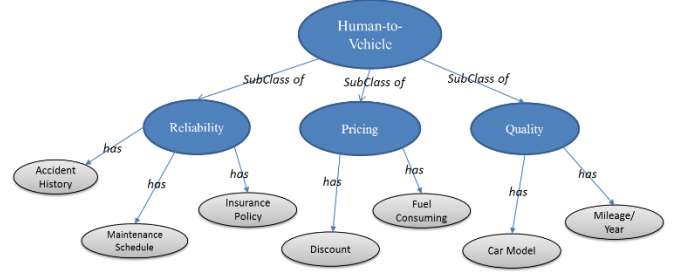 Human-to-
Vehicle
SubClass of
SubClass of
SubClass of
Reliability
Pricing
Quality
has
has
has
has
has
has
has
Accident
History
Maintenance
Schedule
Insurance
Policy
Discount
Fuel
Consuming
Car Model
Mileage/
Year